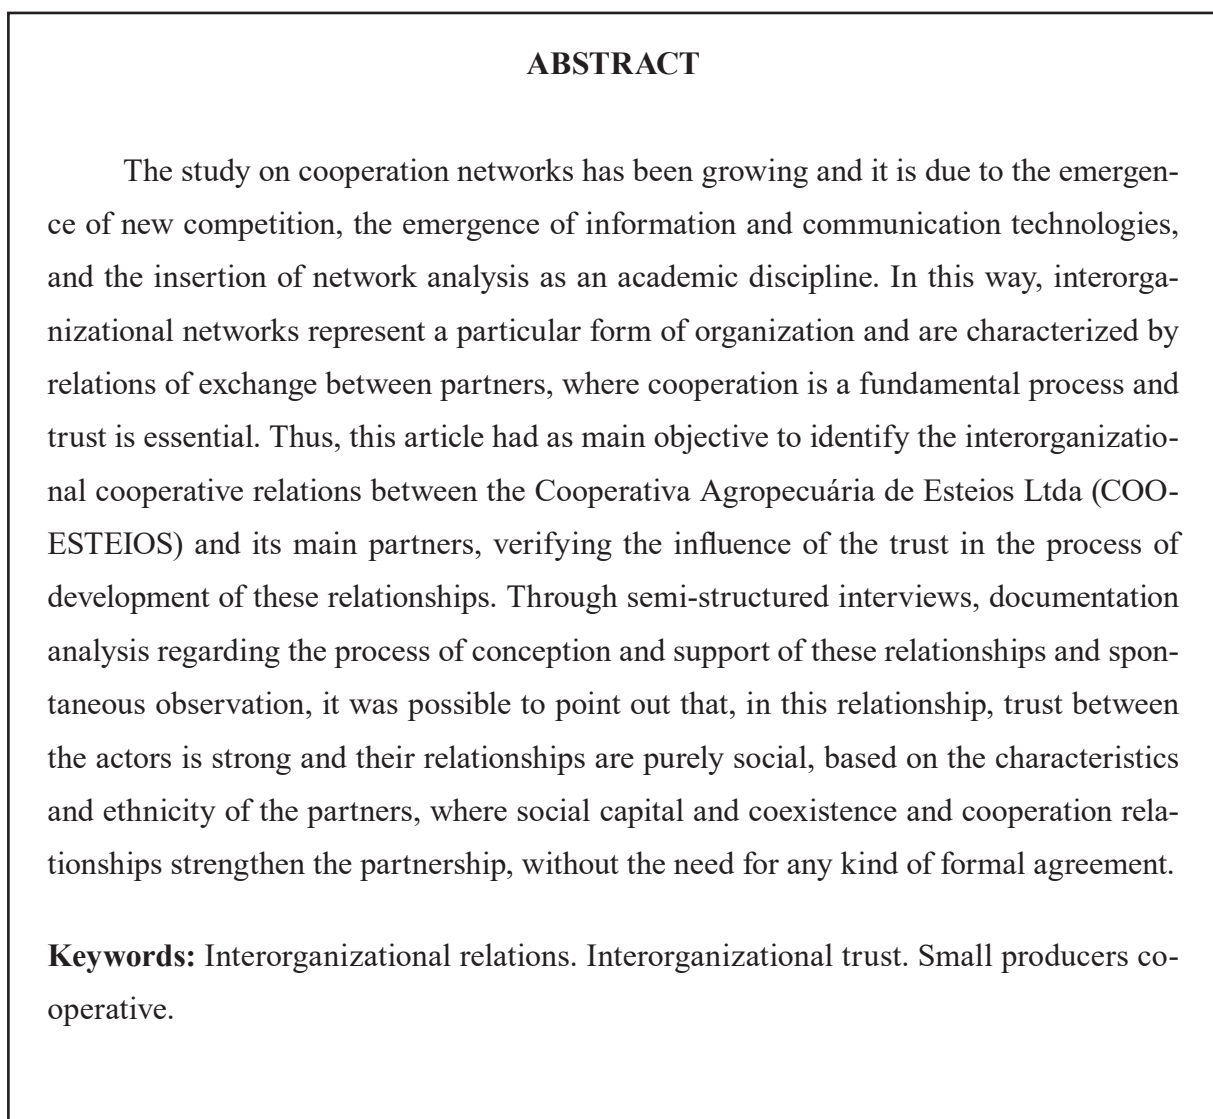 ABSTRACT
The study on cooperation networks has been growing and it is due to the emergen-
ce of new competition, the emergence of information and communication technologies,
and the insertion of network analysis as an academic discipline. In this way, interorga-
nizational networks represent a particular form of organization and are characterized by
relations of exchange between partners, where cooperation is a fundamental process and
trust is essential. Thus, this article had as main objective to identify the interorganizatio-
nal cooperative relations between the Cooperativa Agropecuária de Esteios Ltda (COO-
ESTEIOS) and its main partners, verifying the influence of the trust in the process of
development of these relationships. Through semi-structured interviews, documentation
analysis regarding the process of conception and support of these relationships and spon-
taneous observation, it was possible to point out that, in this relationship, trust between
the actors is strong and their relationships are purely social, based on the characteristics
and ethnicity of the partners, where social capital and coexistence and cooperation rela-
tionships strengthen the partnership, without the need for any kind of formal agreement.
Keywords: Interorganizational relations. Interorganizational trust. Small producers co-
operative.